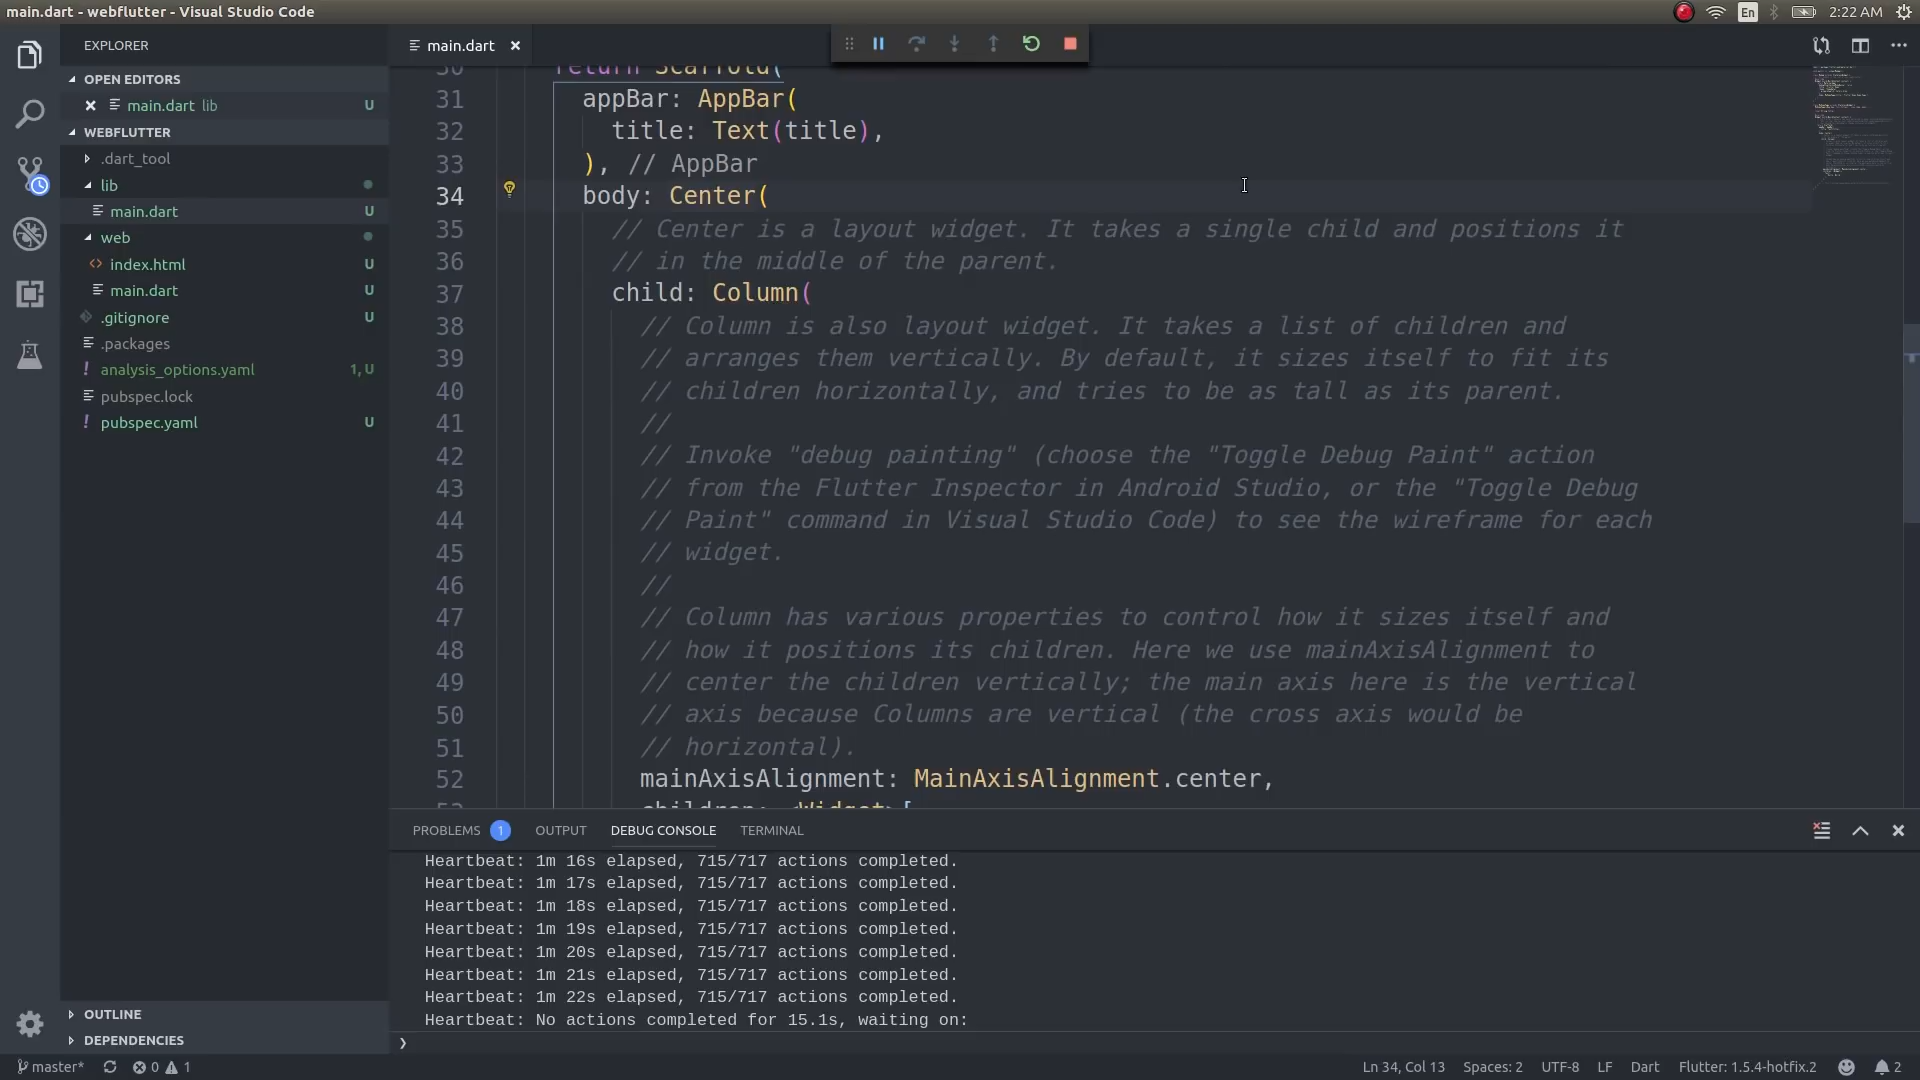 main.dart - webflutter - Visual Studio Code
En
2:22 AM
EXPLORER
OPEN EDITORS
main.dart lib U
WEBFLUTTER
.dart_tool
lib
main.dart U
web
index.html U
main.dart U
.gitignore U
.packages
analysis_options.yaml 1, U
pubspec.lock
pubspec.yaml U
OUTLINE
DEPENDENCIES
main.dart
30 return Scaffold(
31 appBar: AppBar(
32 title: Text(title),
33 ), // AppBar
34 body: Center(
35 // Center is a layout widget. It takes a single child and positions it
36 // in the middle of the parent.
37 child: Column(
38 // Column is also layout widget. It takes a list of children and
39 // arranges them vertically. By default, it sizes itself to fit its
40 // children horizontally, and tries to be as tall as its parent.
41 //
42 // Invoke "debug painting" (choose the "Toggle Debug Paint" action
43 // from the Flutter Inspector in Android Studio, or the "Toggle Debug
44 // Paint" command in Visual Studio Code) to see the wireframe for each
45 // widget.
46 //
47 // Column has various properties to control how it sizes itself and
48 // how it positions its children. Here we use mainAxisAlignment to
49 // center the children vertically; the main axis here is the vertical
50 // axis because Columns are vertical (the cross axis would be
51 // horizontal).
52 mainAxisAlignment: MainAxisAlignment.center,
53 children: <Widget>[
PROBLEMS 1 OUTPUT DEBUG CONSOLE TERMINAL
Heartbeat: 1m 16s elapsed, 715/717 actions completed.
Heartbeat: 1m 17s elapsed, 715/717 actions completed.
Heartbeat: 1m 18s elapsed, 715/717 actions completed.
Heartbeat: 1m 19s elapsed, 715/717 actions completed.
Heartbeat: 1m 20s elapsed, 715/717 actions completed.
Heartbeat: 1m 21s elapsed, 715/717 actions completed.
Heartbeat: 1m 22s elapsed, 715/717 actions completed.
Heartbeat: No actions completed for 15.1s, waiting on:
master* 0 1 Ln 34, Col 13 Spaces: 2 UTF-8 LF Dart Flutter: 1.5.4-hotfix.2 2